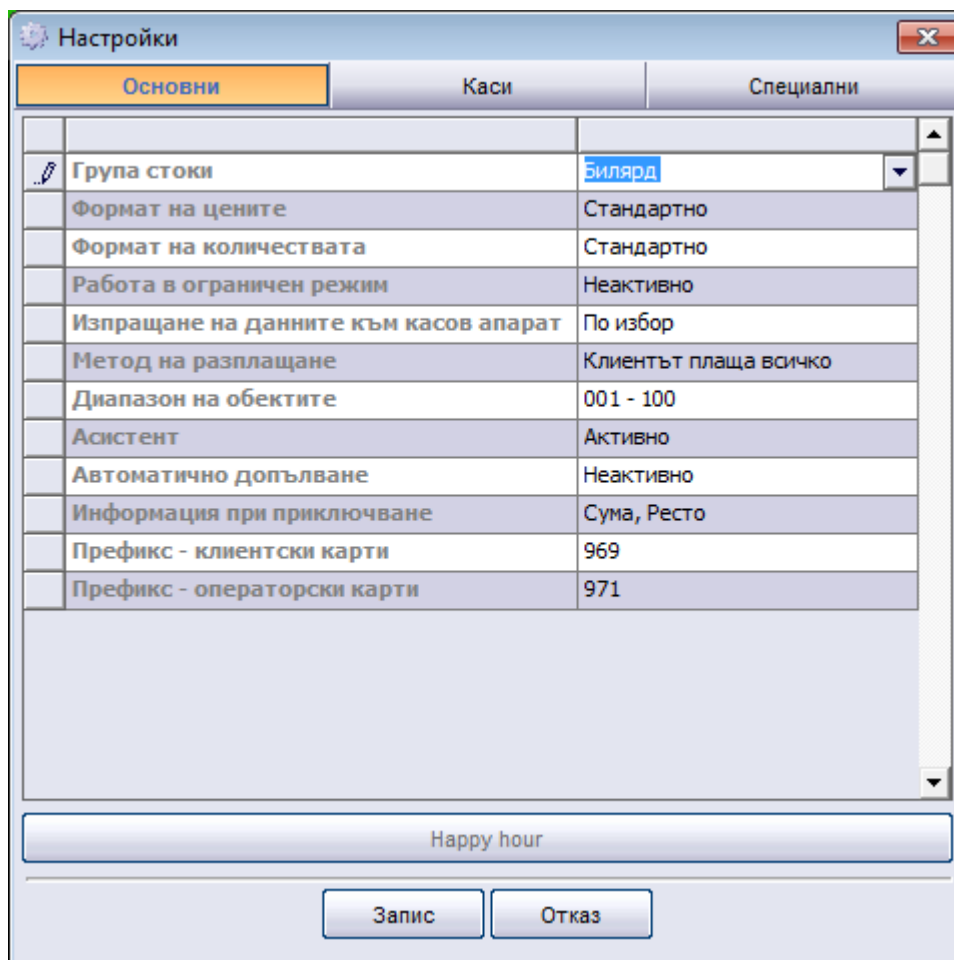 Настройки
Основни Каси Специални
Група стоки Билярд
Формат на цените Стандартно
Формат на количествата Стандартно
Работа в ограничен режим Неактивно
Изпращане на данните към касов апарат По избор
Метод на разплащане Клиентът плаща всичко
Диапазон на обектите 001 - 100
Асистент Активно
Автоматично допълване Неактивно
Информация при приключване Сума, Ресто
Префикс - клиентски карти 969
Префикс - операторски карти 971
Happy hour
Запис Отказ